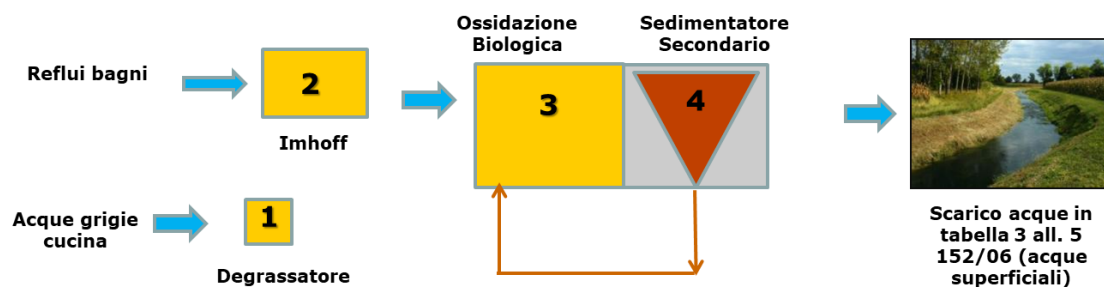 Ossidazione
Biologica
Sedimentatore
Secondario
Reflui bagni
2
Imhoff
3
4
Acque grigie
cucina
1
Degrassatore
Scarico acque in
tabella 3 all. 5
152/06 (acque
superficiali)